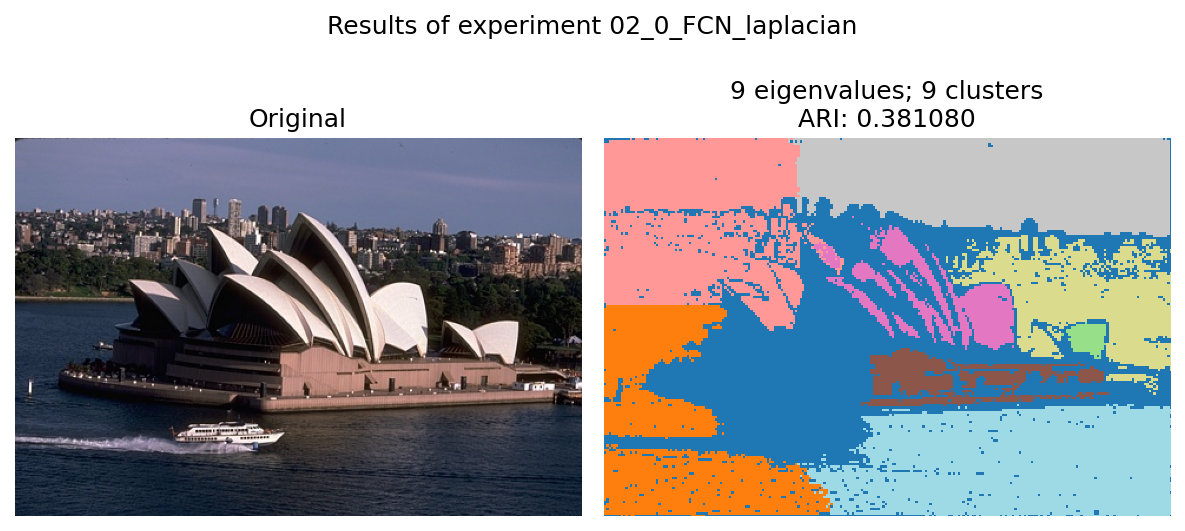 Results of experiment 02_0_FCN_laplacian
Original
9 eigenvalues; 9 clusters
ARI: 0.381080